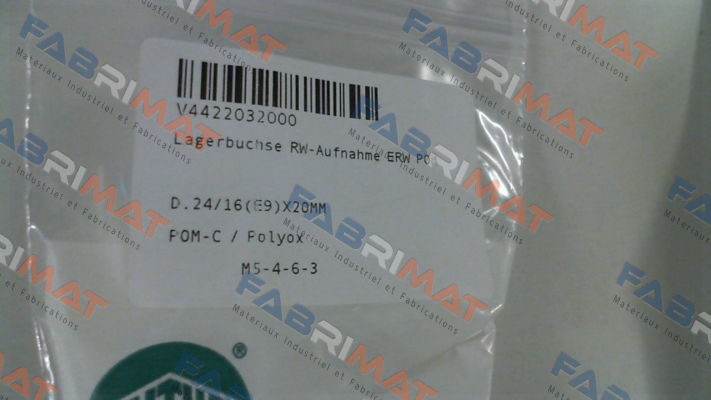 V4422032000
Lagerbuchse RW-Aufnahme ERW PO
D.24/16(E9)X20MM
POM-C / Polyox
M5-4-6-3
®
FABRIMAT
Matériaux Industriel et Fabrications